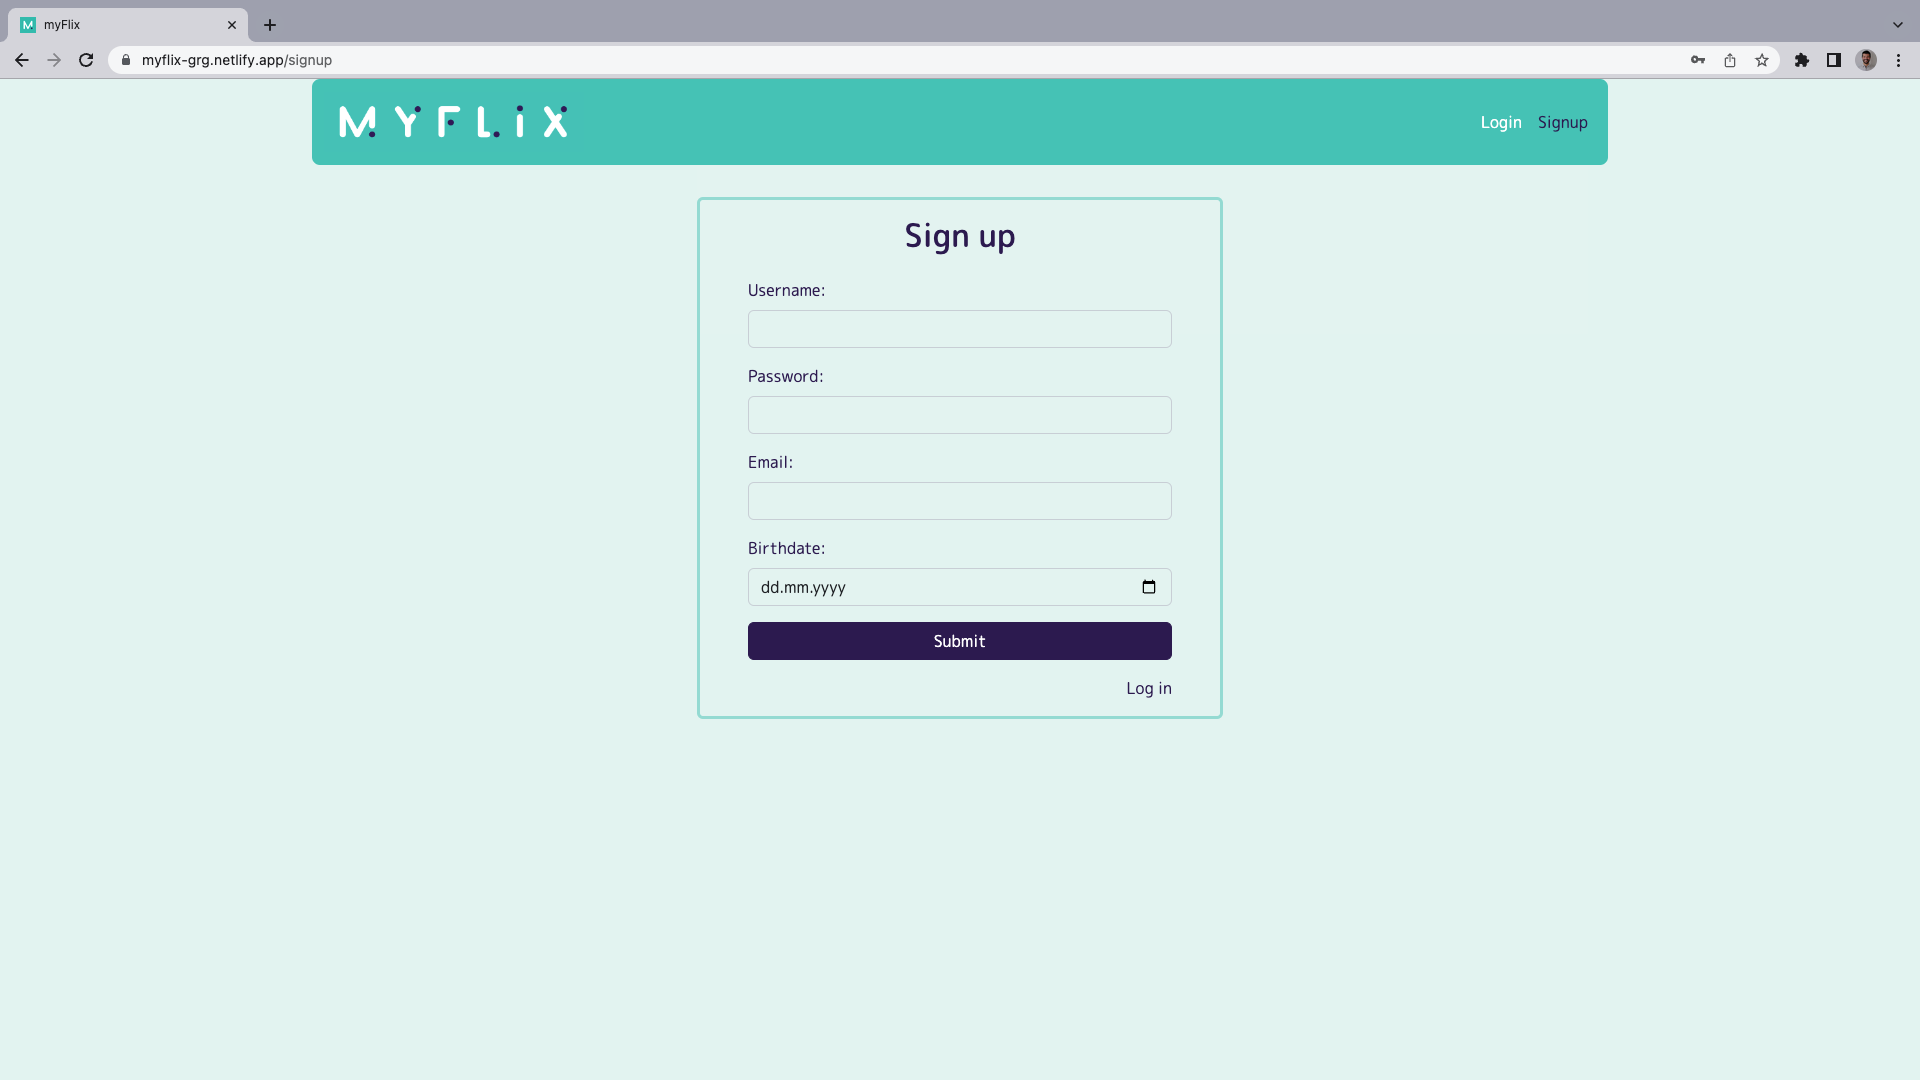 myFlix
myflix-grg.netlify.app/signup
MYFLiX
Login Signup
Sign up
Username:
Password:
Email:
Birthdate:
dd.mm.yyyy
Submit
Log in